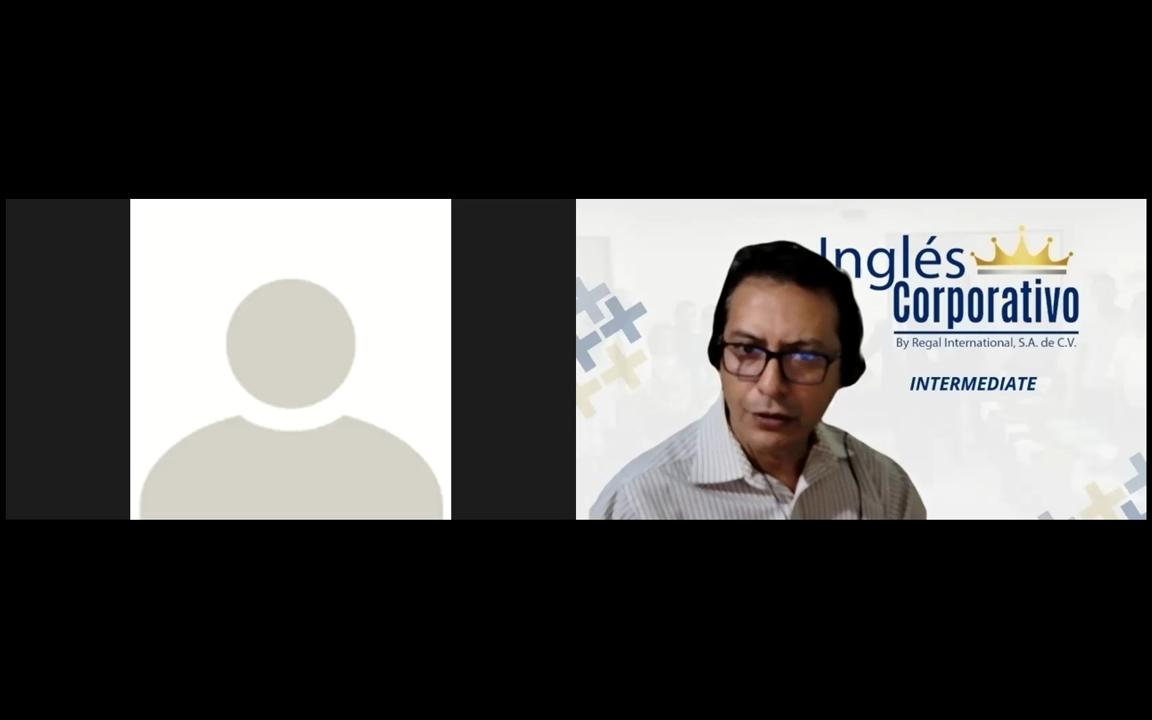 Inglés
Corporativo
By Regal International, S.A. de C.V.
INTERMEDIATE